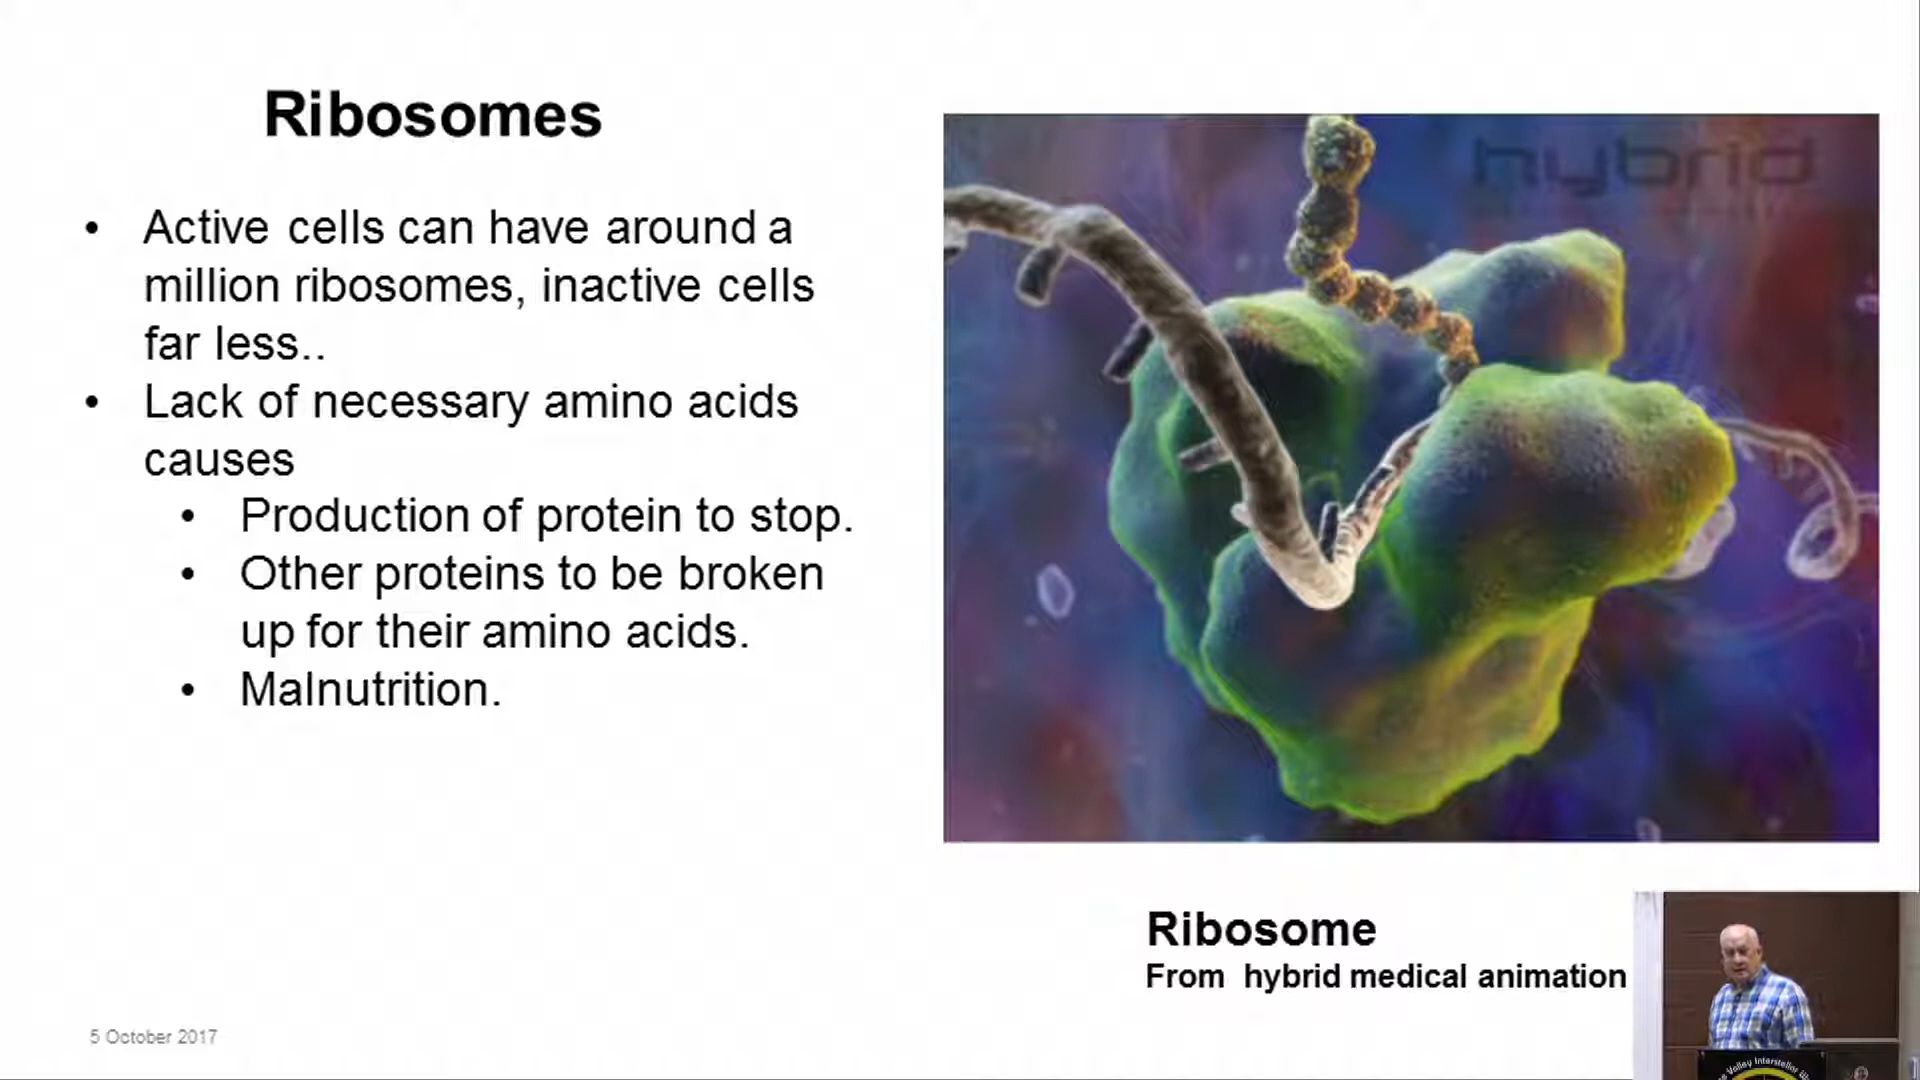 Ribosomes
• Active cells can have around a
million ribosomes, inactive cells
far less..
• Lack of necessary amino acids
causes
• Production of protein to stop.
• Other proteins to be broken
up for their amino acids.
• Malnutrition.
hybrid
Ribosome
From hybrid medical animation
5 October 2017
Valley Interstellar